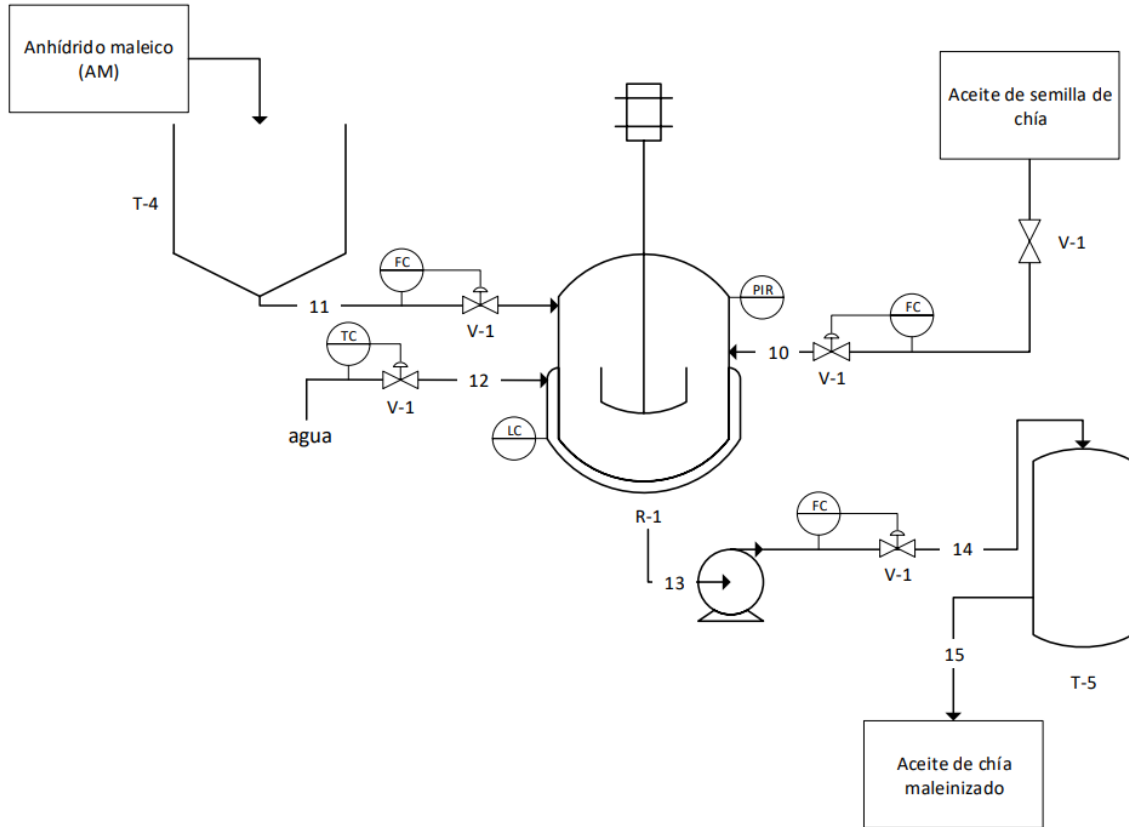 Anhídrido maleico
(AM)
Aceite de semilla de
chía
T-4
V-1
FC
PIR
11
V-1
FC
TC
10
V-1
12
V-1
agua
LC
R-1
FC
14
V-1
13
15
T-5
Aceite de chía
maleinizado